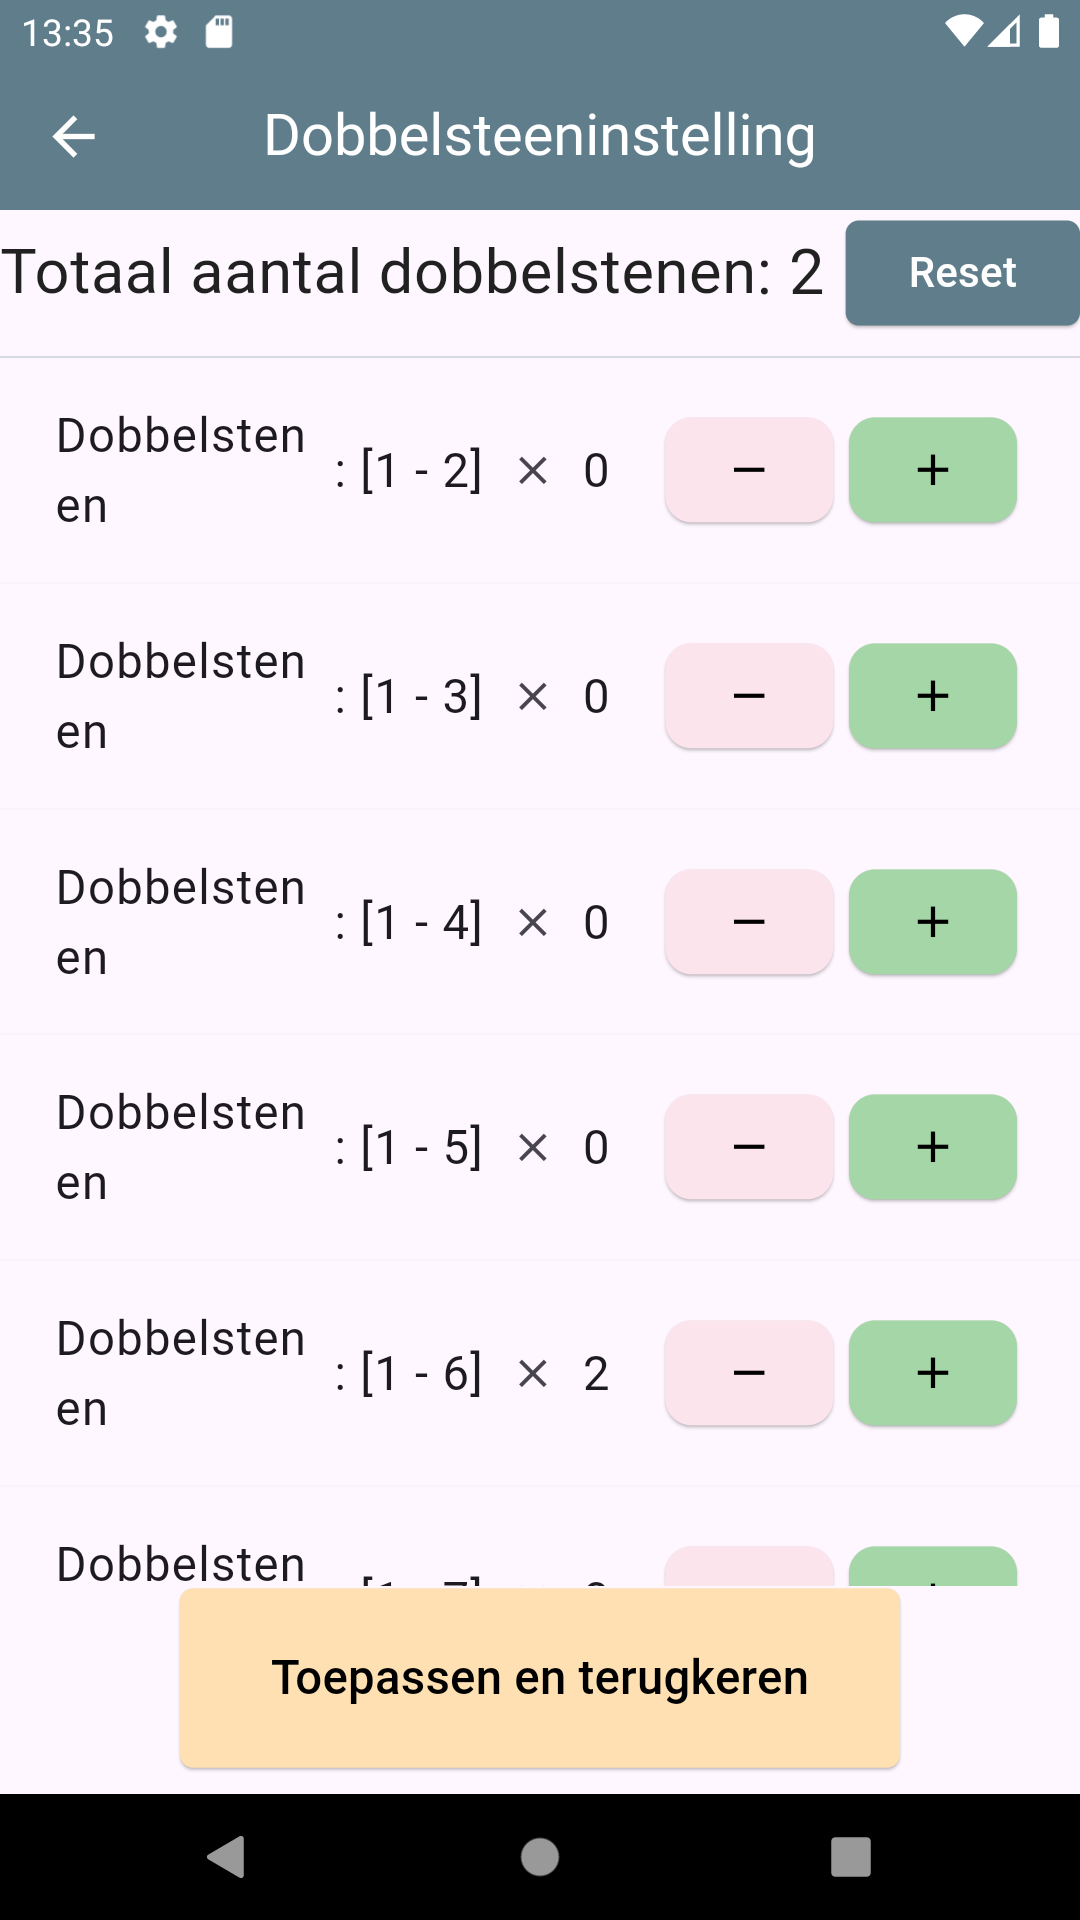 13:35
Dobbelsteeninstelling
Totaal aantal dobbelstenen: 2
Reset
Dobbelsten
en
: [1 - 2] × 0
− +
Dobbelsten
en
: [1 - 3] × 0
− +
Dobbelsten
en
: [1 - 4] × 0
− +
Dobbelsten
en
: [1 - 5] × 0
− +
Dobbelsten
en
: [1 - 6] × 2
− +
Dobbelsten
Toepassen en terugkeren